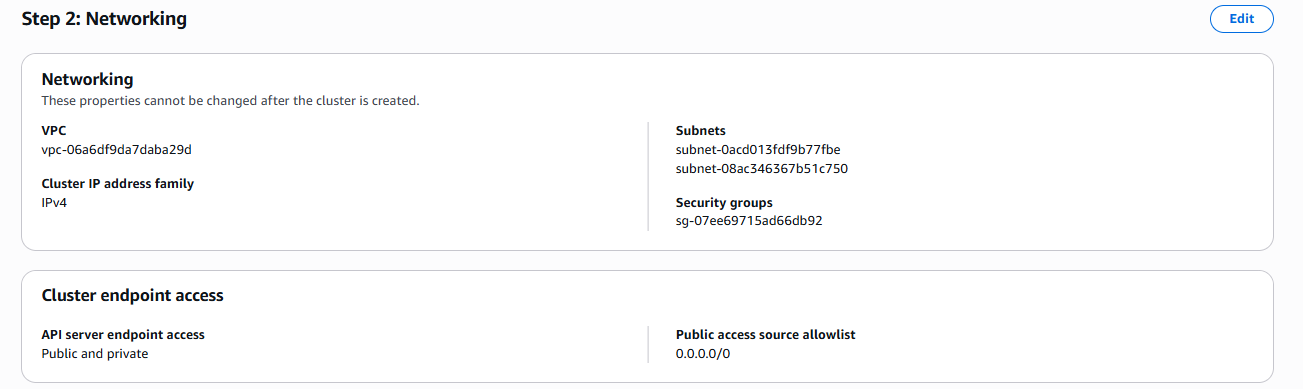 Step 2: Networking
Edit
Networking
These properties cannot be changed after the cluster is created.
VPC
vpc-06a6df9da7daba29d
Cluster IP address family
IPv4
Subnets
subnet-0acd013fdf9b77fbe
subnet-08ac346367b51c750
Security groups
sg-07ee69715ad66db92
Cluster endpoint access
API server endpoint access
Public and private
Public access source allowlist
0.0.0.0/0